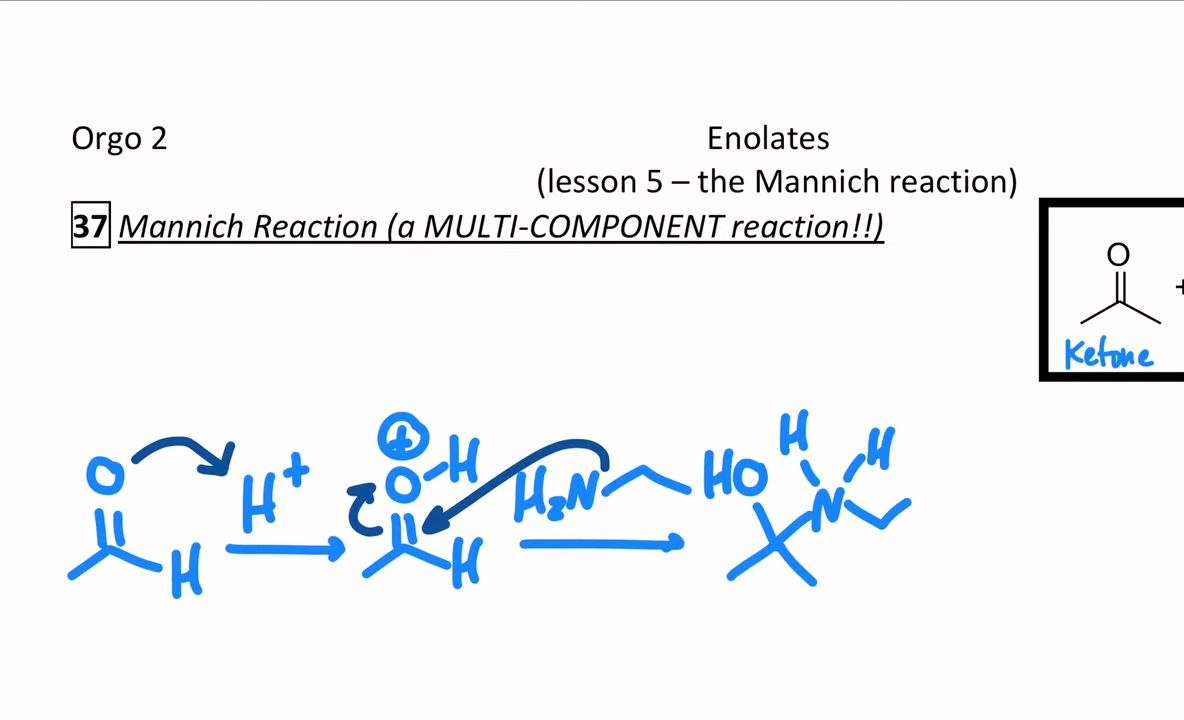 Orgo 2
Enolates
(lesson 5 – the Mannich reaction)
37 Mannich Reaction (a MULTI-COMPONENT reaction!!)
O
+
Ketone
O
H
H+
+
O H
H
H₂N
HO
H
H
N